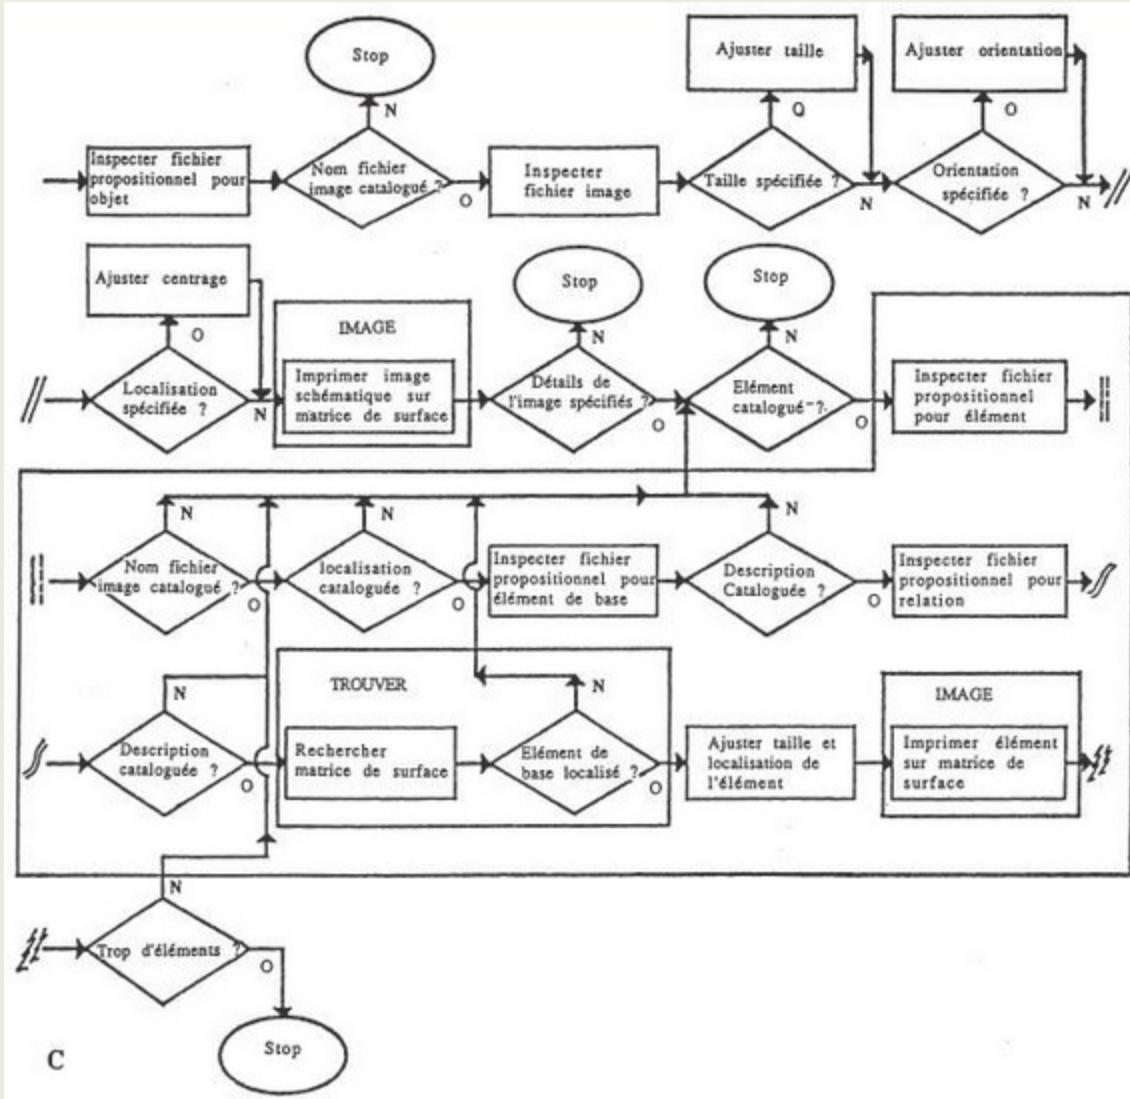 Stop
Ajuster taille
Ajuster orientation
N
O
O
Inspecter fichier
propositionnel pour
objet
Nom fichier
image catalogué ?
O
Inspecter
fichier image
Taille spécifiée ?
N
Orientation
spécifiée ?
N
Ajuster centrage
O
Stop
N
Stop
N
IMAGE
Localisation
spécifiée ?
N
Imprimer image
schématique sur
matrice de surface
Détails de
l'image spécifiés ?
O
Elément
catalogué ?
O
Inspecter fichier
propositionnel
pour élément
N
N
N
Nom fichier
image catalogué ?
O
localisation
cataloguée ?
O
Inspecter fichier
propositionnel pour
élément de base
Description
Cataloguée ?
O
Inspecter fichier
propositionnel pour
relation
N
TROUVER
N
IMAGE
Description
cataloguée ?
O
Rechercher
matrice de surface
Elément de
base localisé ?
O
Ajuster taille et
localisation de
l'élément
Imprimer élément
sur matrice de
surface
N
Trop d'éléments ?
O
Stop
C